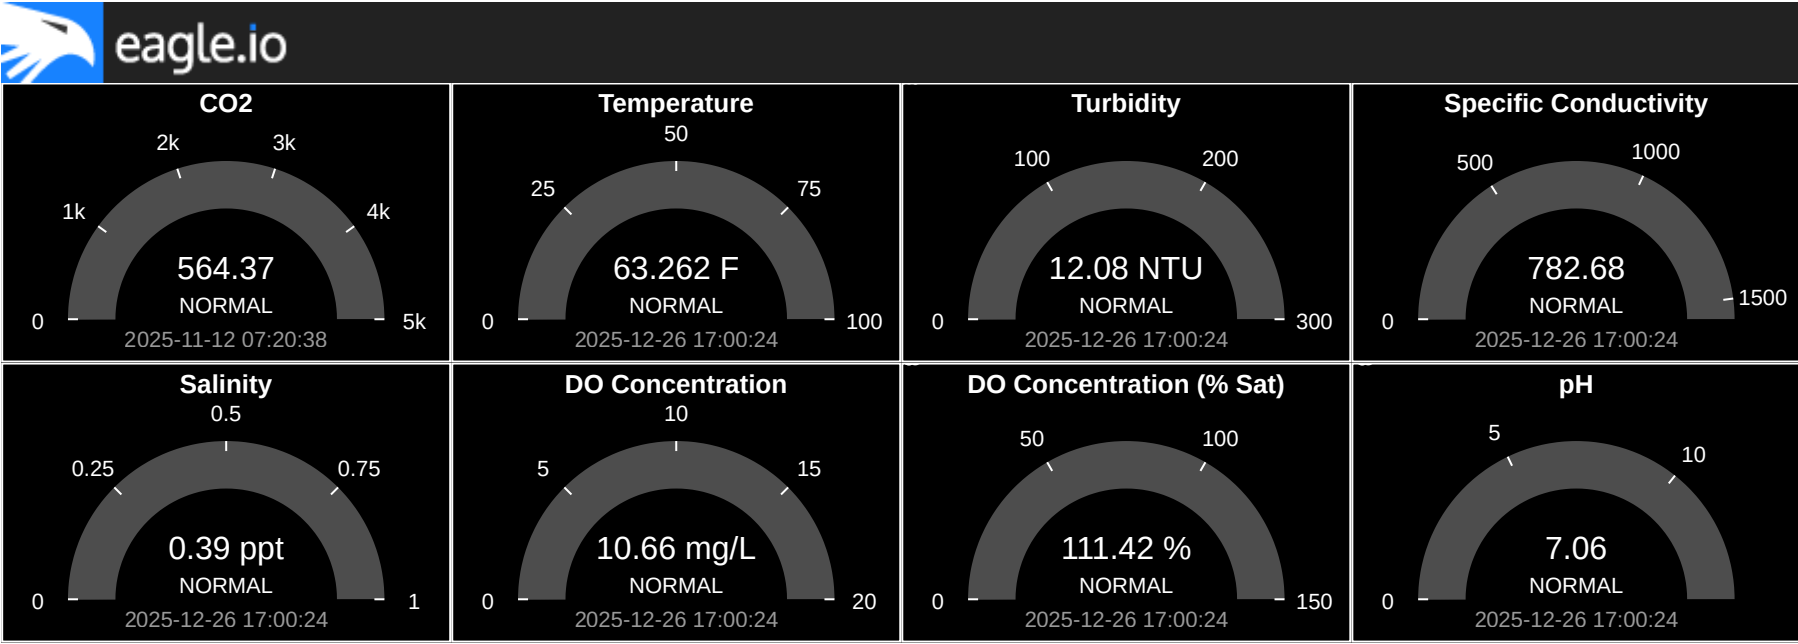 eagle.io
CO2
2k
3k
1k
4k
564.37
NORMAL
0
5k
2025-11-12 07:20:38
Temperature
50
25
75
63.262 F
NORMAL
0
100
2025-12-26 17:00:24
Turbidity
100
200
12.08 NTU
NORMAL
0
300
2025-12-26 17:00:24
Specific Conductivity
500
1000
782.68
1500
NORMAL
0
2025-12-26 17:00:24
Salinity
0.5
0.25
0.75
0.39 ppt
NORMAL
0
1
2025-12-26 17:00:24
DO Concentration
10
5
15
10.66 mg/L
NORMAL
0
20
2025-12-26 17:00:24
DO Concentration (% Sat)
50
100
111.42 %
NORMAL
0
150
2025-12-26 17:00:24
pH
5
10
7.06
NORMAL
0
2025-12-26 17:00:24